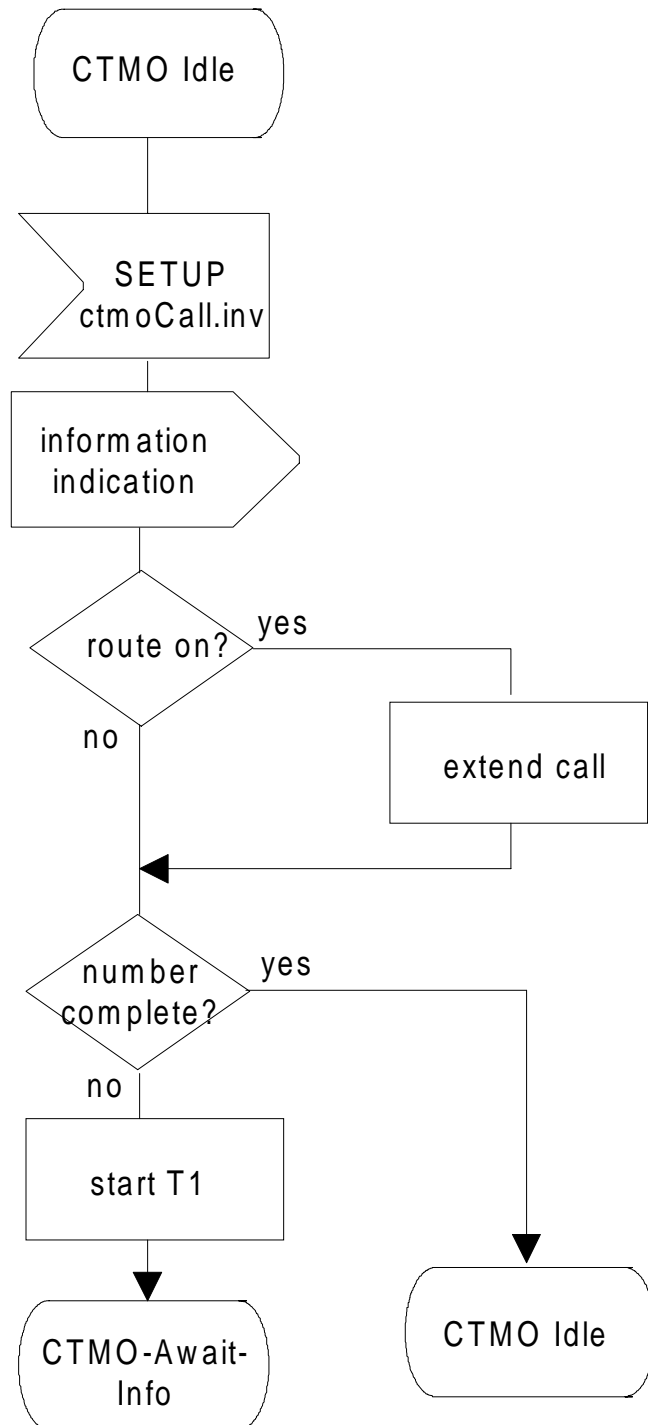 CTMO Idle
SETUP
ctmoCall.inv
information
indication
route on?
yes
no
extend call
number
complete?
yes
no
start T1
CTMO-Await-
Info
CTMO Idle